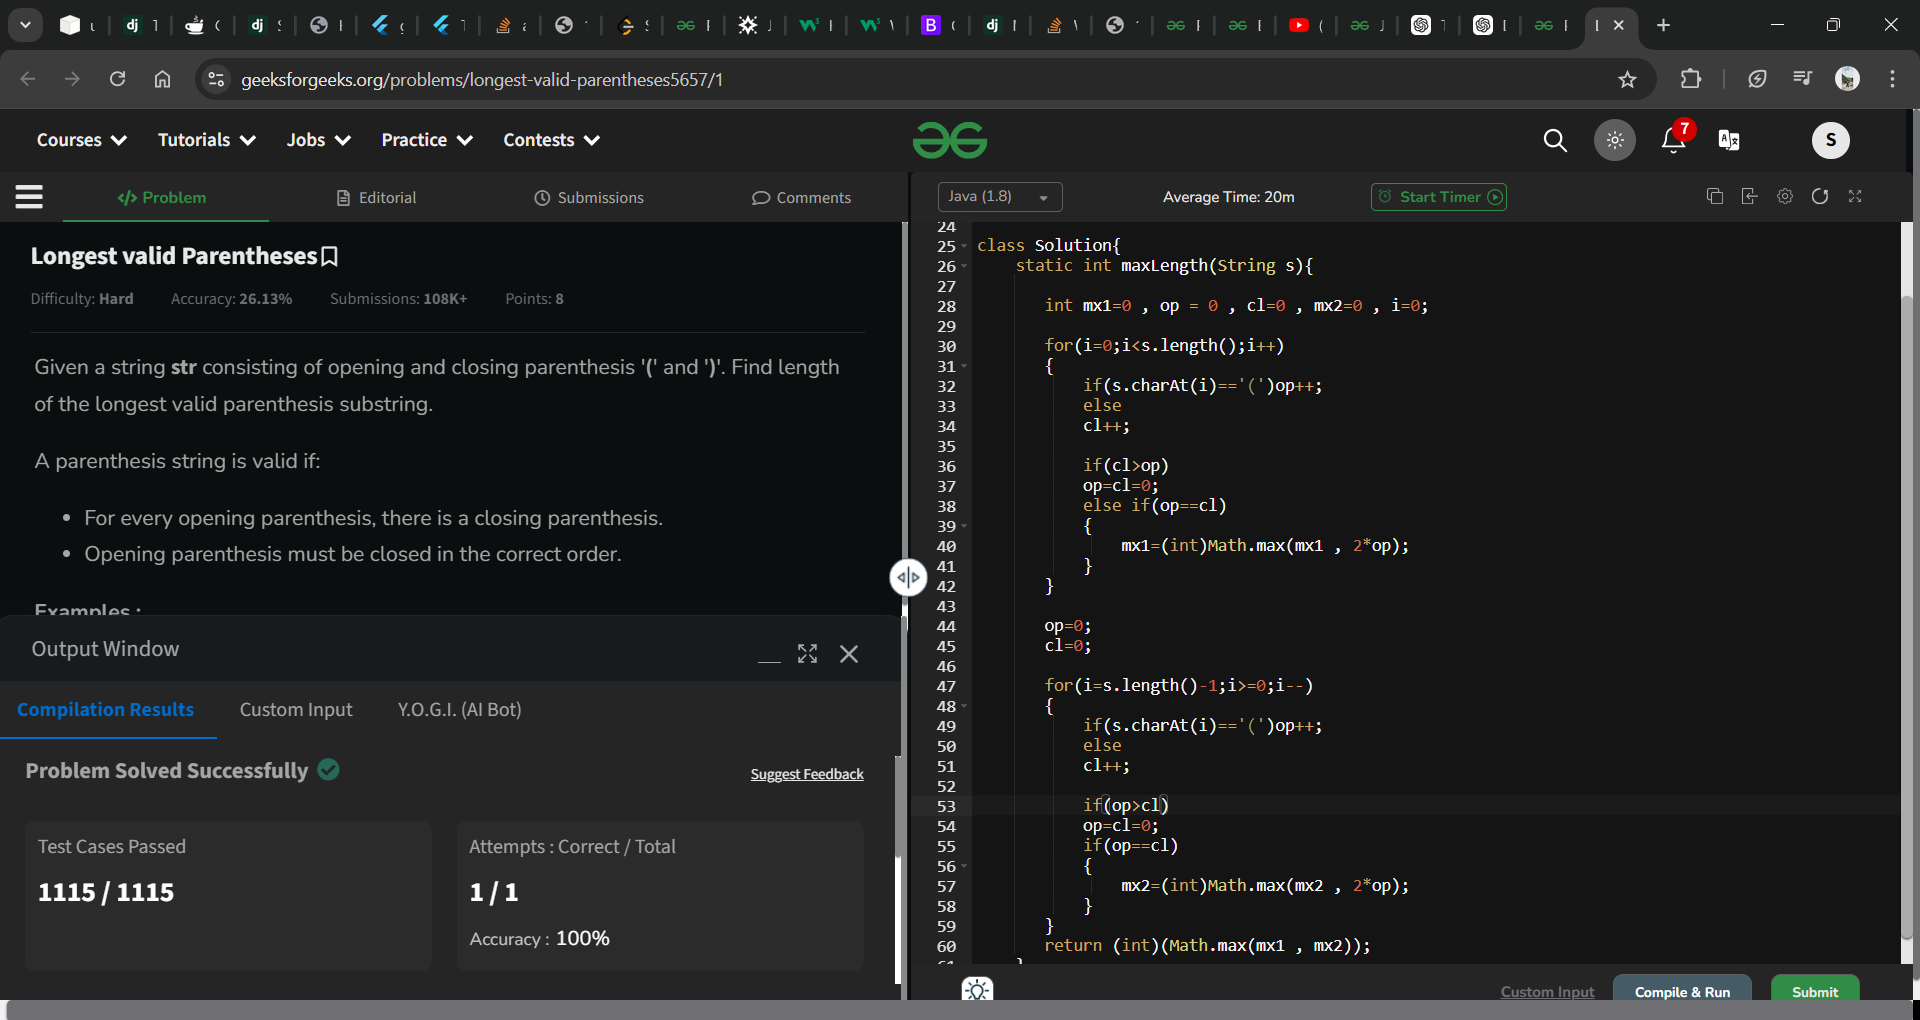 geeksforgeeks.org/problems/longest-valid-parentheses5657/1
Courses Tutorials Jobs Practice Contests
7
S
Problem Editorial Submissions Comments
Java (1.8) Average Time: 20m Start Timer
Longest valid Parentheses
Difficulty: Hard Accuracy: 26.13% Submissions: 108K+ Points: 8
Given a string str consisting of opening and closing parenthesis '(' and ')'. Find length
of the longest valid parenthesis substring.
A parenthesis string is valid if:
• For every opening parenthesis, there is a closing parenthesis.
• Opening parenthesis must be closed in the correct order.
Examples :
Output Window
Compilation Results Custom Input Y.O.G.I. (AI Bot)
Problem Solved Successfully
Suggest Feedback
Test Cases Passed
1115 / 1115
Attempts : Correct / Total
1 / 1
Accuracy : 100%
24
25 class Solution{
26 static int maxLength(String s){
27
28 int mx1=0 , op = 0 , cl=0 , mx2=0 , i=0;
29
30 for(i=0;i<s.length();i++)
31 {
32 if(s.charAt(i)=='(')op++;
33 else
34 cl++;
35
36 if(cl>op)
37 op=cl=0;
38 else if(op==cl)
39 {
40 mx1=(int)Math.max(mx1 , 2*op);
41 }
42 }
43
44 op=0;
45 cl=0;
46
47 for(i=s.length()-1;i>=0;i--)
48 {
49 if(s.charAt(i)=='(')op++;
50 else
51 cl++;
52
53 if(op>cl)
54 op=cl=0;
55 if(op==cl)
56 {
57 mx2=(int)Math.max(mx2 , 2*op);
58 }
59 }
60 return (int)(Math.max(mx1 , mx2));
61 }
Custom Input Compile & Run Submit